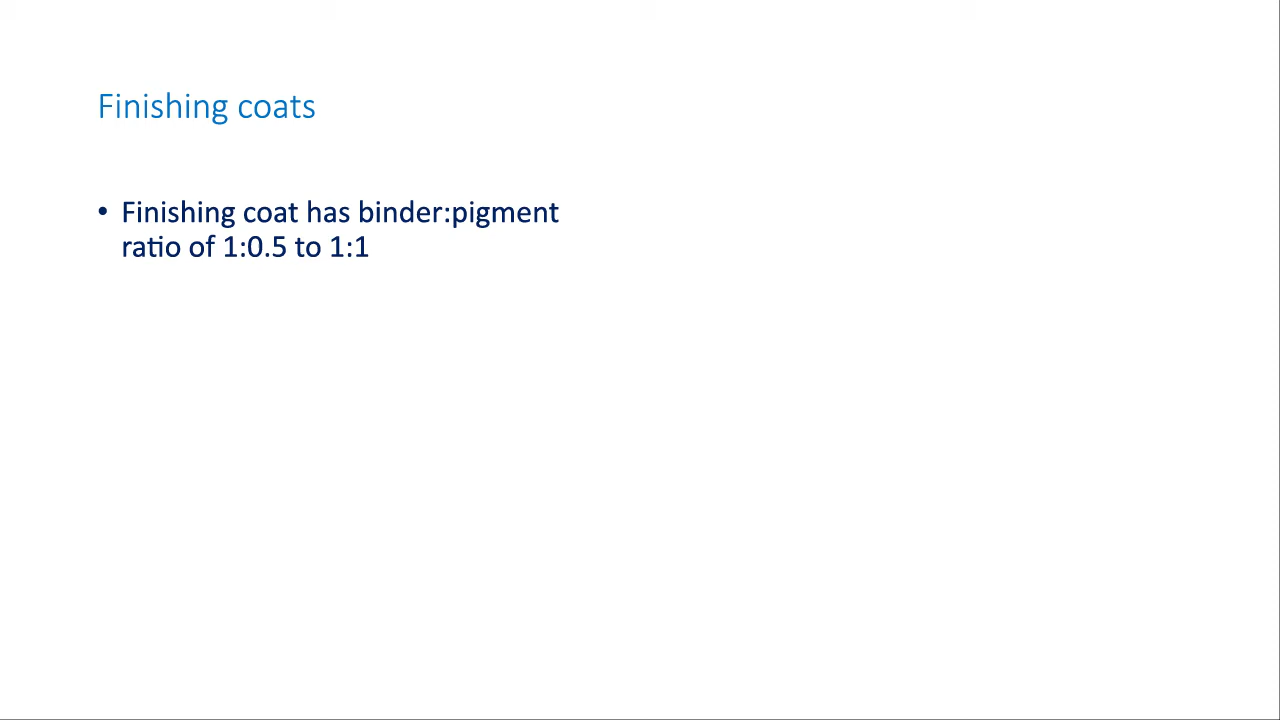 Finishing coats
• Finishing coat has binder:pigment
ratio of 1:0.5 to 1:1